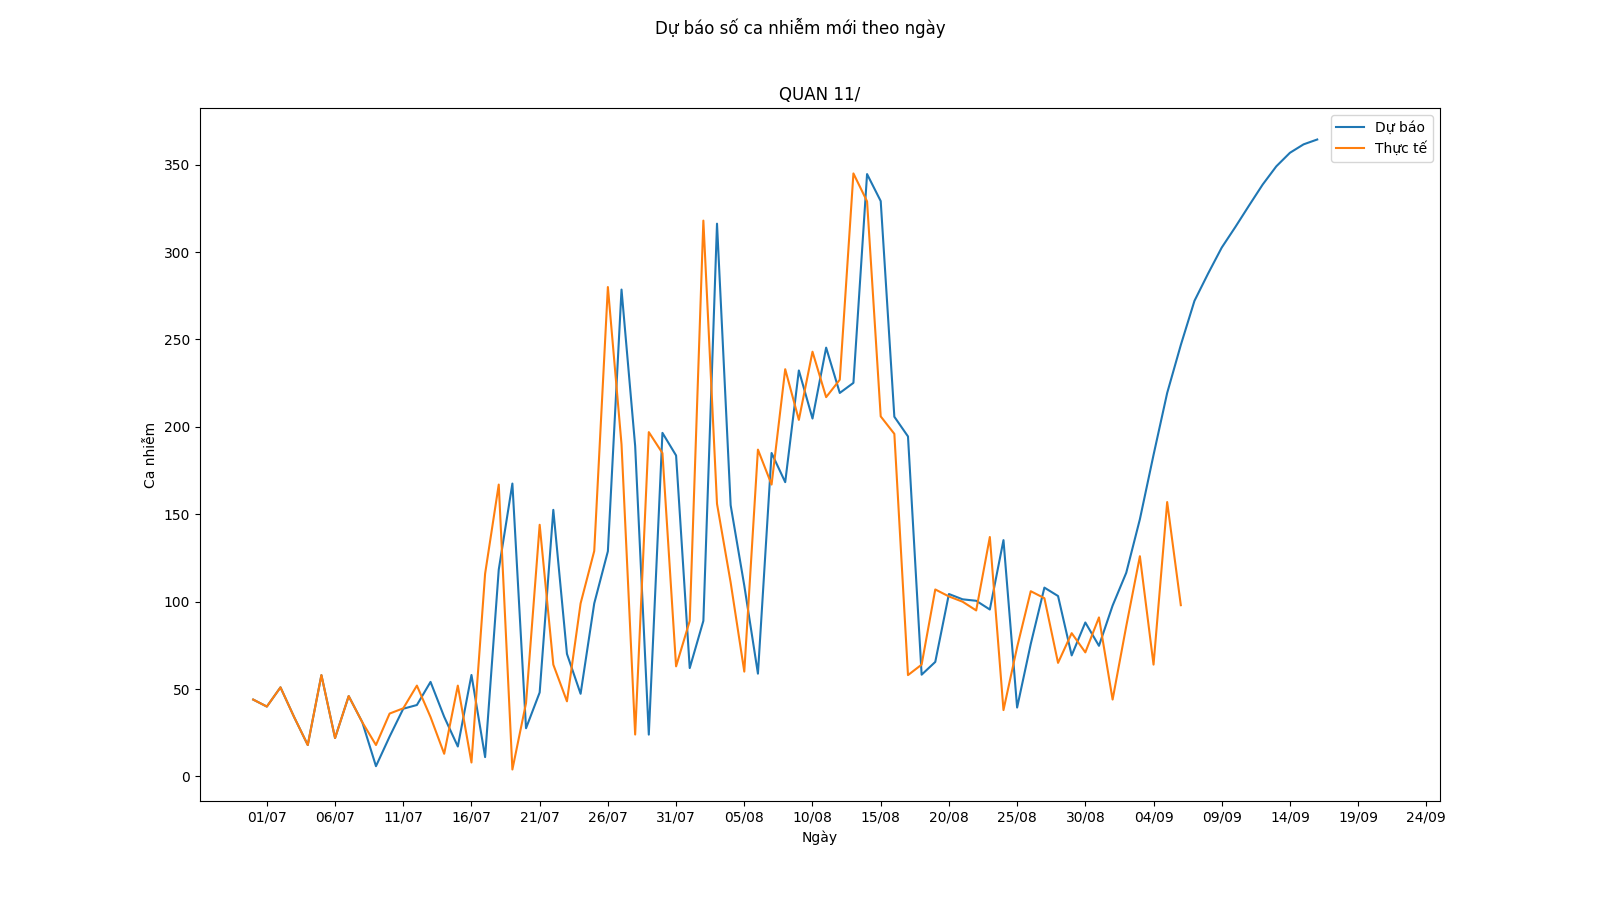 Dự báo số ca nhiễm mới theo ngày
QUAN 11/
Dự báo
Thực tế
350
300
250
200
150
100
50
0
Ca nhiễm
01/07 06/07 11/07 16/07 21/07 26/07 31/07 05/08 10/08 15/08 20/08 25/08 30/08 04/09 09/09 14/09 19/09 24/09
Ngày